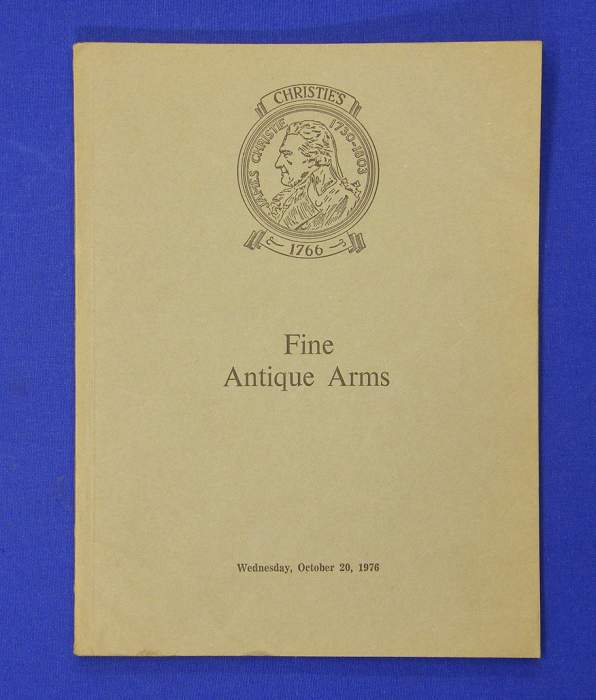 CHRISTIE'S
JAMES CHRISTIE 1730-1803
1766
Fine
Antique Arms
Wednesday, October 20, 1976